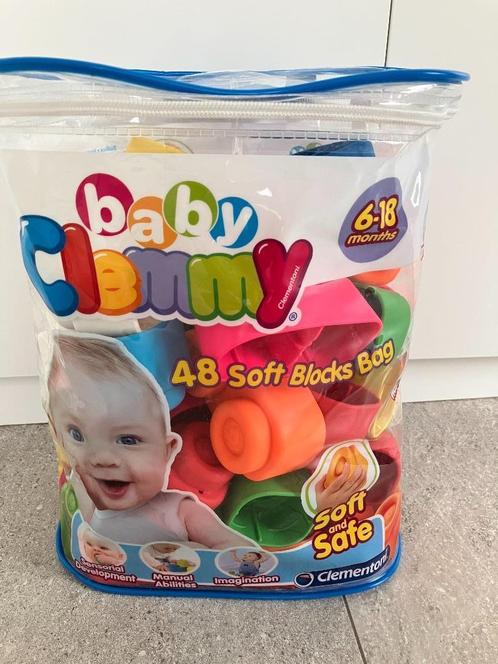 baby
Clemmy®
Clementoni
6-18
months
48 Soft Blocks Bag
Soft
and
Safe
Sensorial
Development
Manual
Abilities
Imagination
Clementoni